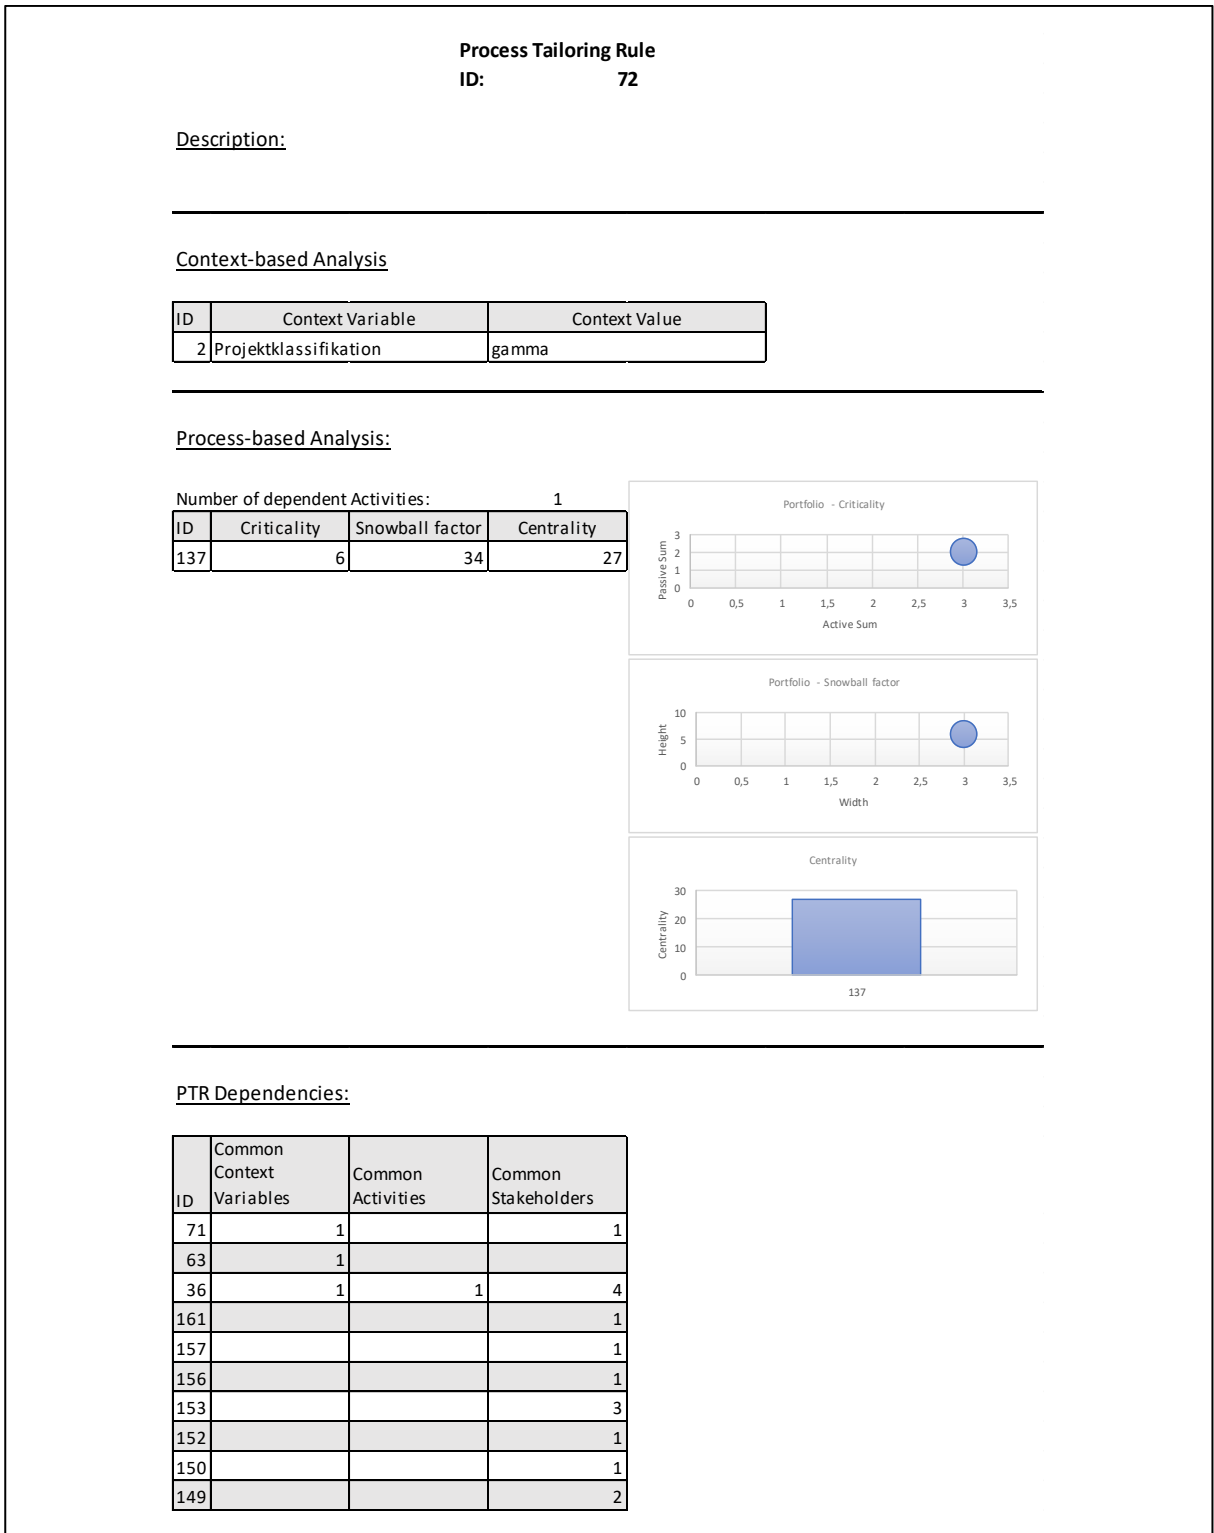 Process Tailoring Rule
ID: 72
Description:
Context-based Analysis
ID Context Variable Context Value
2 Projektklassifikation gamma
Process-based Analysis:
Number of dependent Activities: 1
ID Criticality Snowball factor Centrality
137 6 34 27
Portfolio - Criticality
Passive Sum
3
2
1
0
0 0,5 1 1,5 2 2,5 3 3,5
Active Sum
Portfolio - Snowball factor
Height
10
5
0
0 0,5 1 1,5 2 2,5 3 3,5
Width
Centrality
Centrality
30
20
10
0
137
PTR Dependencies:
ID Common Context Variables Common Activities Common Stakeholders
71 1 1
63 1
36 1 1 4
161 1
157 1
156 1
153 3
152 1
150 1
149 2